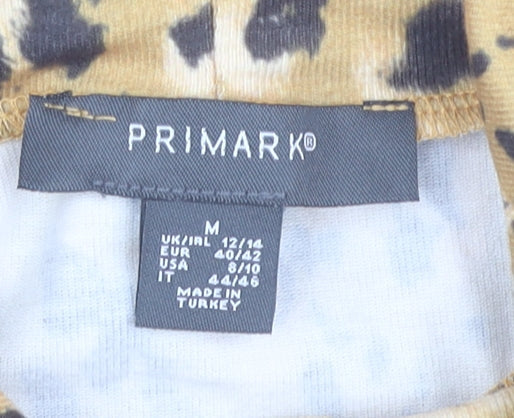 PRIMARK®
M
UK/IRL 12/14
EUR 40/42
USA 8/10
IT 44/46
MADE IN
TURKEY